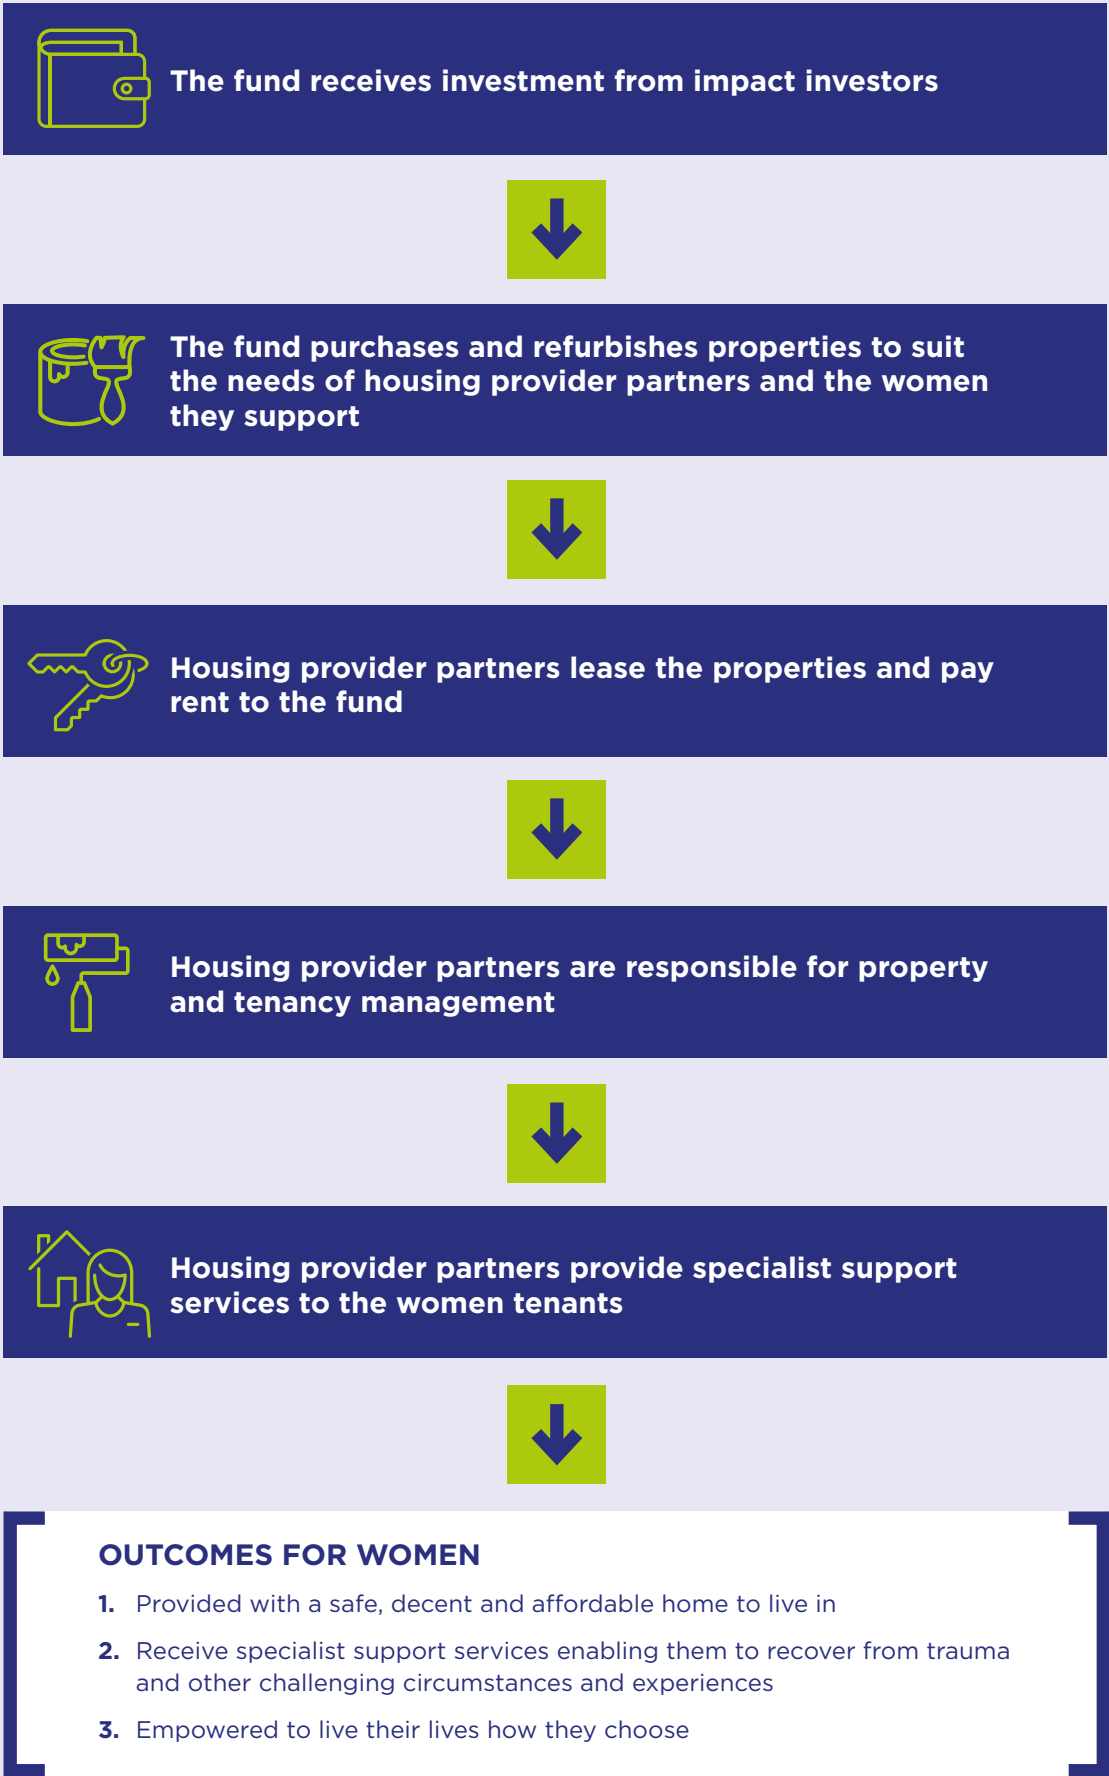 The fund receives investment from impact investors
The fund purchases and refurbishes properties to suit
the needs of housing provider partners and the women
they support
Housing provider partners lease the properties and pay
rent to the fund
Housing provider partners are responsible for property
and tenancy management
Housing provider partners provide specialist support
services to the women tenants
OUTCOMES FOR WOMEN
1. Provided with a safe, decent and affordable home to live in
2. Receive specialist support services enabling them to recover from trauma
and other challenging circumstances and experiences
3. Empowered to live their lives how they choose